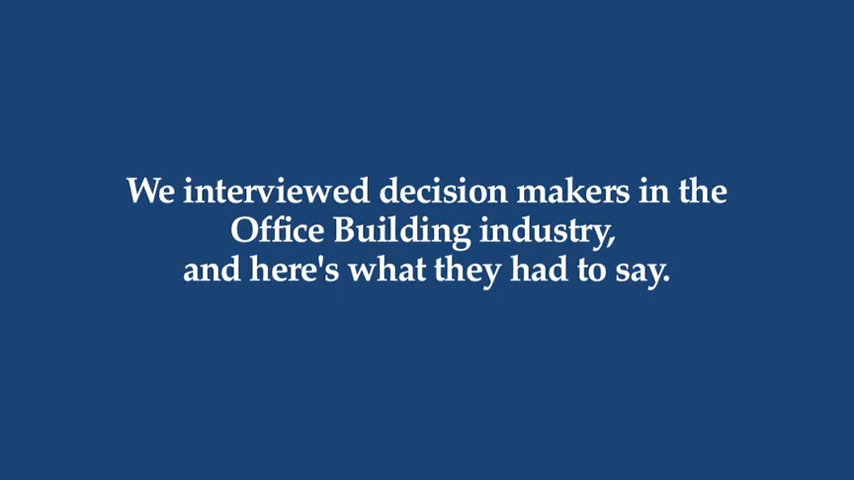 We interviewed decision makers in the
Office Building industry,
and here's what they had to say.